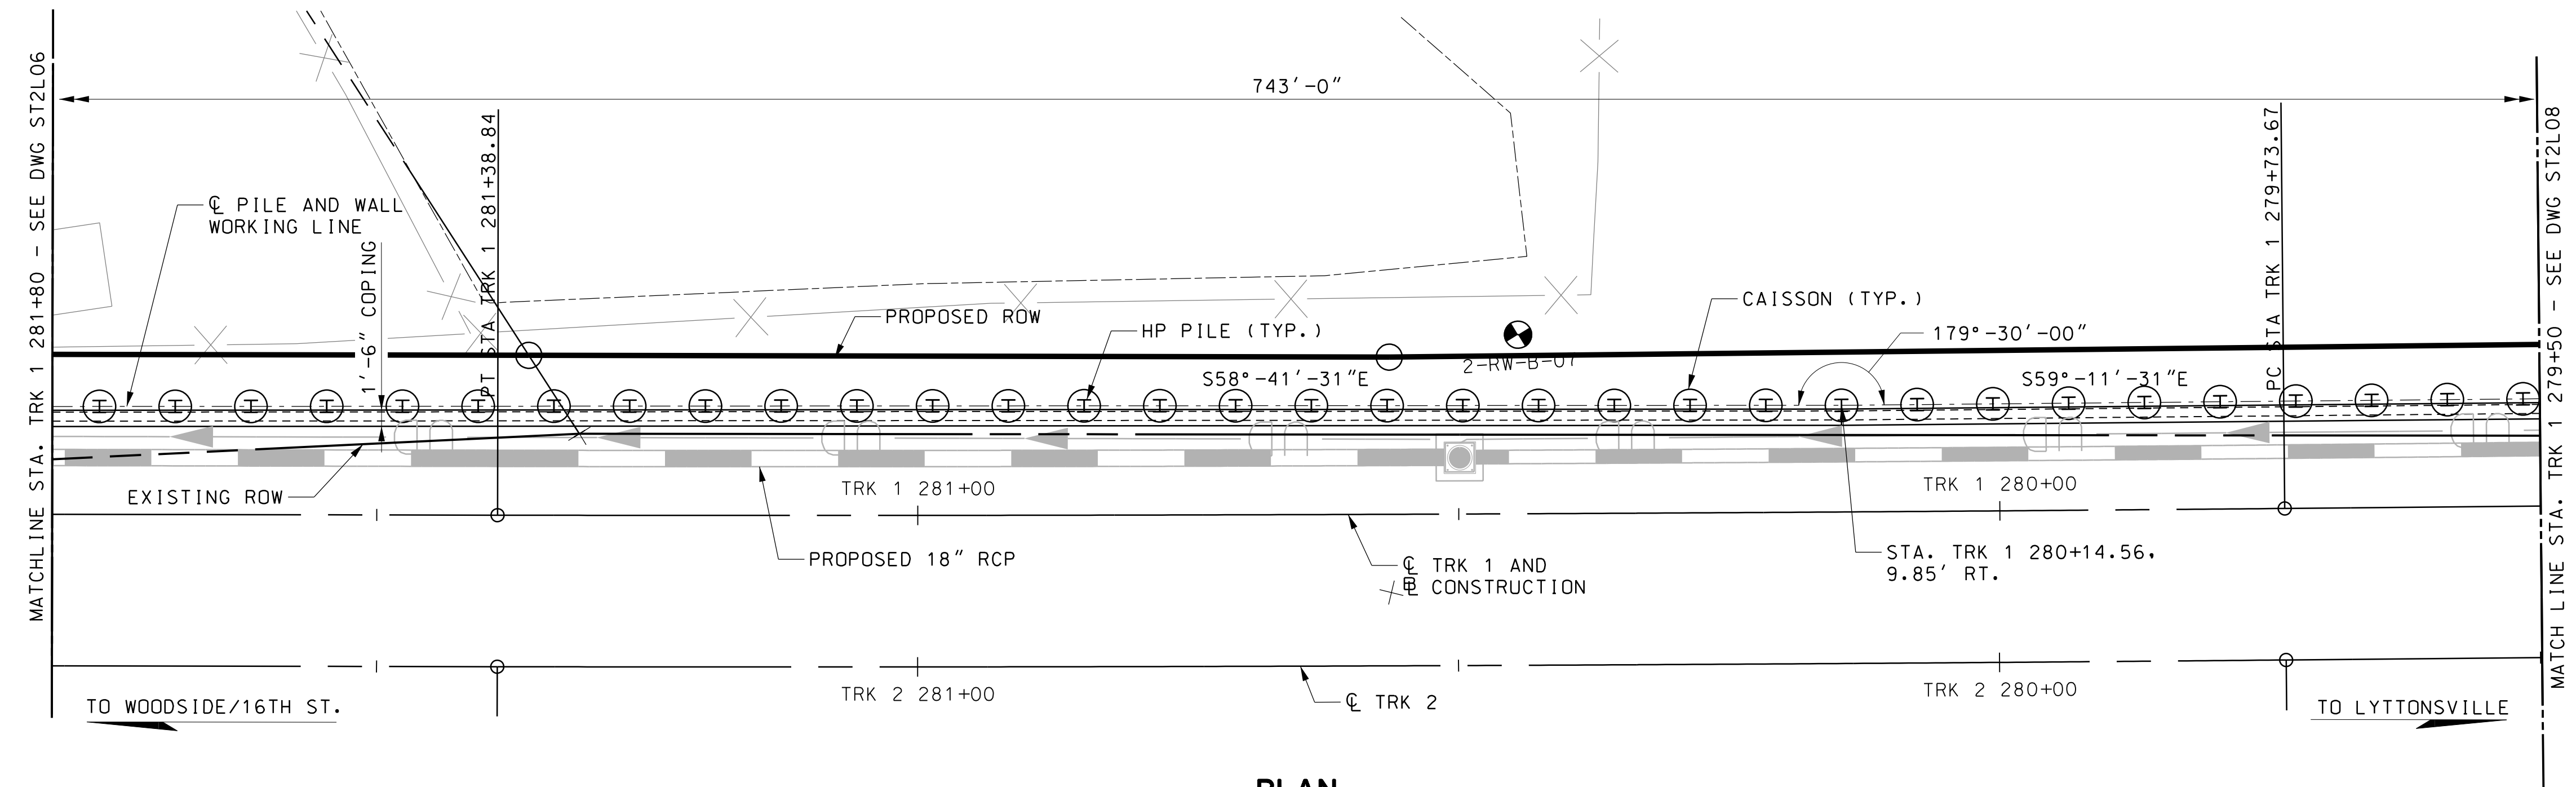 743'-0"
MATCHLINE STA. TRK 1 281+80 - SEE DWG ST2L06
℄ PILE AND WALL
WORKING LINE
1'-6" COPING
PT STA TRK 1 281+38.84
PROPOSED ROW
HP PILE (TYP.)
2-RW-B-07
CAISSON (TYP.)
179°-30'-00"
S58°-41'-31"E
S59°-11'-31"E
PC STA TRK 1 279+73.67
MATCH LINE STA. TRK 1 279+50 - SEE DWG ST2L08
EXISTING ROW
TRK 1 281+00
TRK 1 280+00
PROPOSED 18" RCP
℄ TRK 1 AND
BL CONSTRUCTION
STA. TRK 1 280+14.56,
9.85' RT.
TRK 2 281+00
TRK 2 280+00
℄ TRK 2
TO WOODSIDE/16TH ST.
TO LYTTONSVILLE
PLAN